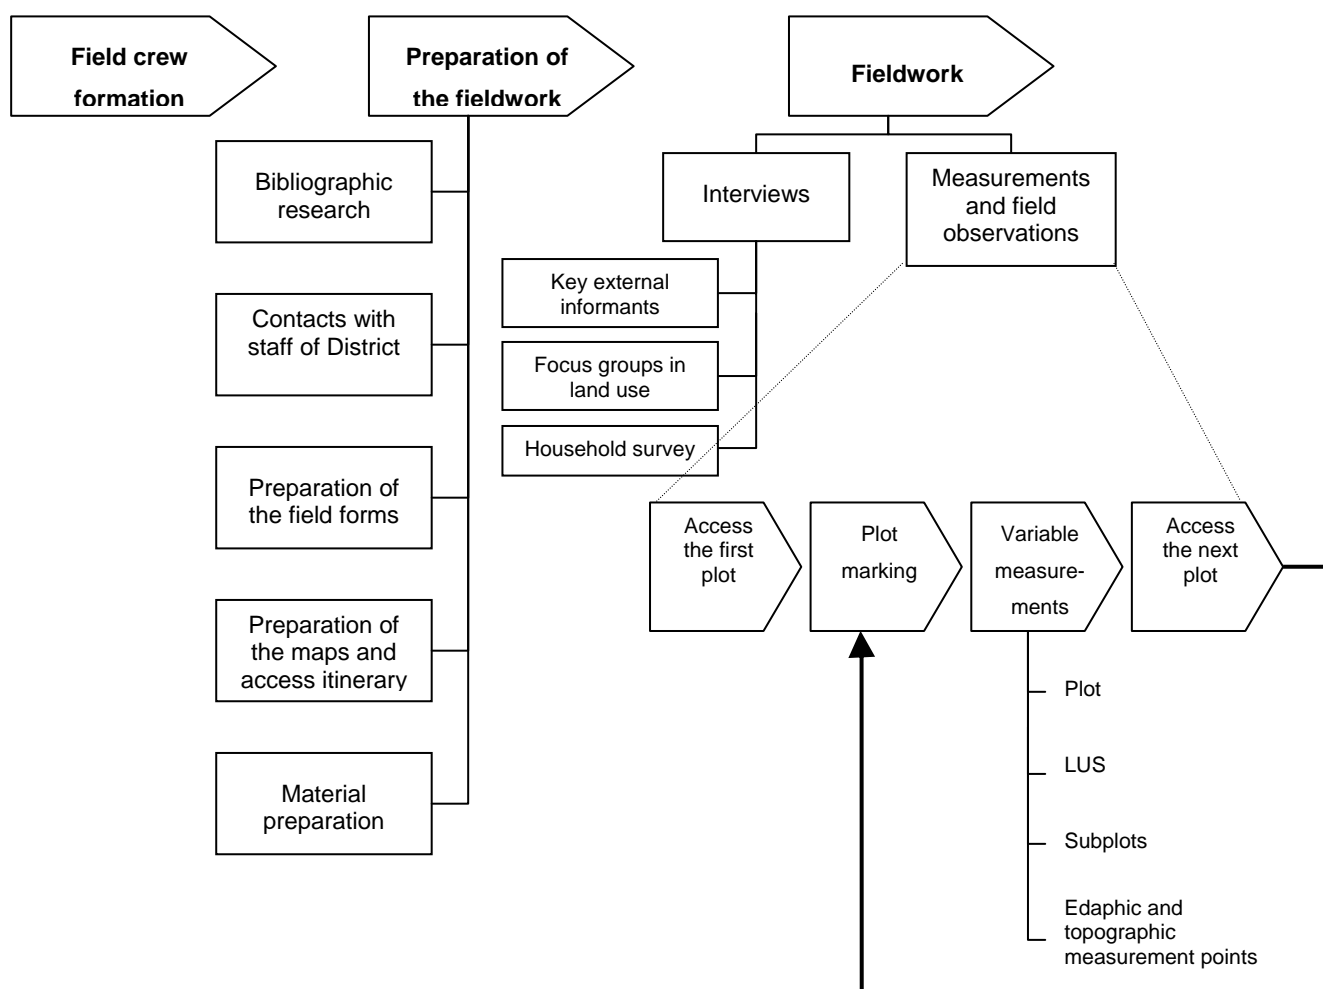 Field crew
formation
Preparation of
the fieldwork
Fieldwork
Bibliographic
research
Contacts with
staff of District
Preparation of
the field forms
Preparation of
the maps and
access itinerary
Material
preparation
Interviews
Measurements
and field
observations
Key external
informants
Focus groups in
land use
Household survey
Access
the first
plot
Plot
marking
Variable
measure-
ments
Access
the next
plot
Plot
LUS
Subplots
Edaphic and
topographic
measurement points